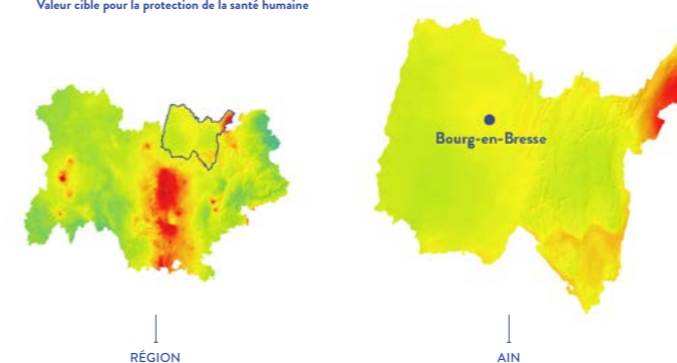 Valeur cible pour la protection de la santé humaine
Bourg-en-Bresse
RÉGION
AIN